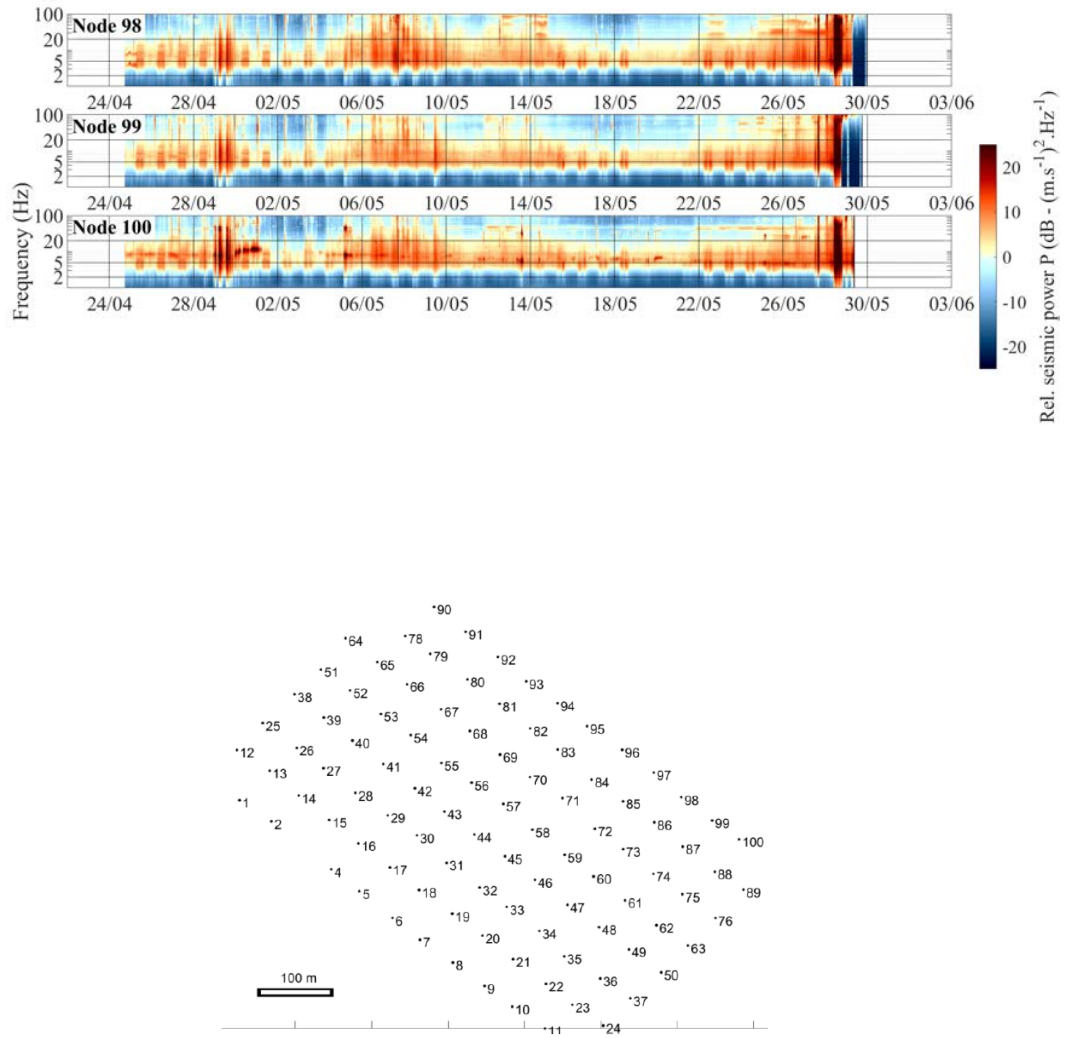 100
20
5
2
Node 98
24/04 28/04 02/05 06/05 10/05 14/05 18/05 22/05 26/05 30/05 03/06
100
20
5
2
Node 99
24/04 28/04 02/05 06/05 10/05 14/05 18/05 22/05 26/05 30/05 03/06
100
20
5
2
Node 100
24/04 28/04 02/05 06/05 10/05 14/05 18/05 22/05 26/05 30/05 03/06
Frequency (Hz)
20
10
0
-10
-20
Rel. seismic power P (dB - (m.s⁻¹)².Hz⁻¹)
90
64 78 91
65 79 92
51 66 80 93
38 52 67 81 94
25 39 53 68 82 95
12 26 40 54 69 83 96
13 27 41 55 70 84 97
1 14 28 42 56 71 85 98
2 15 29 43 57 72 86 99
16 30 44 58 73 87 100
4 17 31 45 59 74 88
5 18 32 46 60 75 89
6 19 33 47 61 76
7 20 34 48 62
8 21 35 49 63
9 22 36 50
10 23 37
11 24
100 m